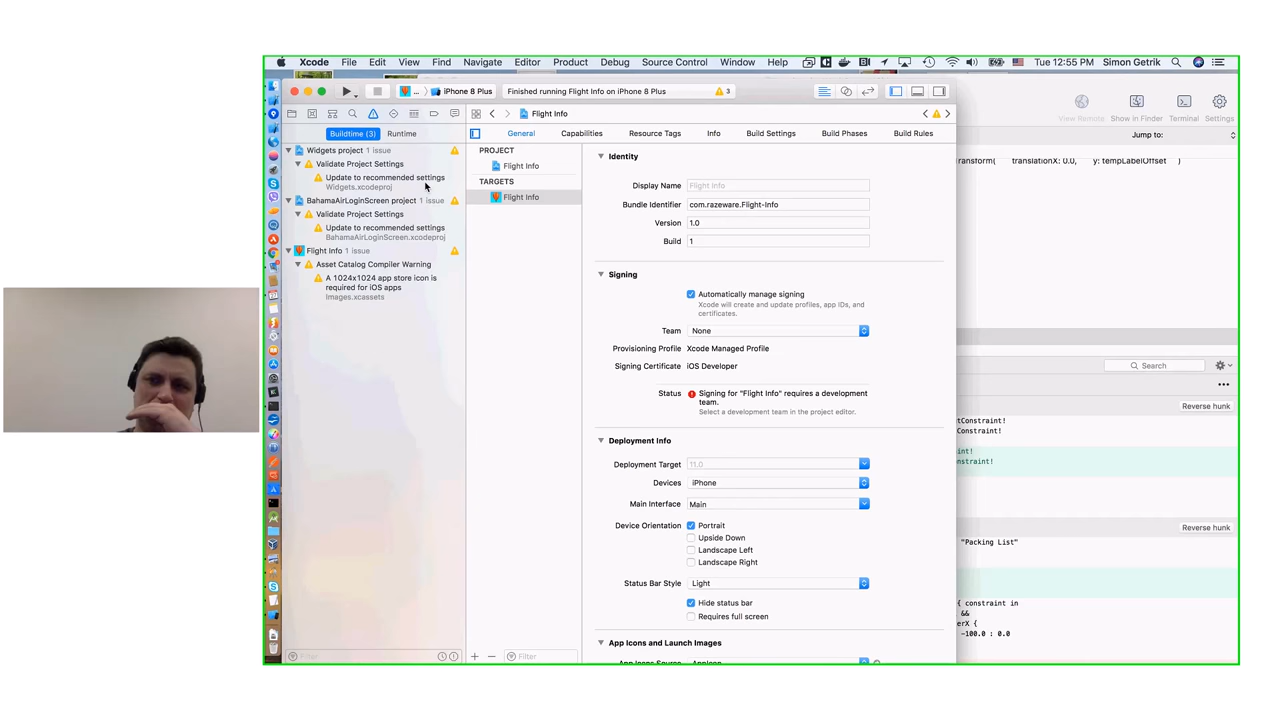 Xcode File Edit View Find Navigate Editor Product Debug Source Control Window Help Tue 12:55 PM Simon Getrik
... iPhone 8 Plus Finished running Flight Info on iPhone 8 Plus 3
View Remote Show in Finder Terminal Settings
Flight Info
Buildtime (3) Runtime
General Capabilities Resource Tags Info Build Settings Build Phases Build Rules
Jump to:
Widgets project 1 issue
Validate Project Settings
Update to recommended settings
Widgets.xcodeproj
BahamaAirLoginScreen project 1 issue
Validate Project Settings
Update to recommended settings
BahamaAirLoginScreen.xcodeproj
Flight Info 1 issue
Asset Catalog Compiler Warning
A 1024x1024 app store icon is
required for iOS apps
Images.xcassets
Filter
PROJECT
Flight Info
TARGETS
Flight Info
Filter
Identity
Display Name Flight Info
Bundle Identifier com.razeware.Flight-Info
Version 1.0
Build 1
Signing
Automatically manage signing
Xcode will create and update profiles, app IDs, and
certificates.
Team None
Provisioning Profile Xcode Managed Profile
Signing Certificate iOS Developer
Status Signing for "Flight Info" requires a development
team.
Select a development team in the project editor.
Deployment Info
Deployment Target 11.0
Devices iPhone
Main Interface Main
Device Orientation Portrait
Upside Down
Landscape Left
Landscape Right
Status Bar Style Light
Hide status bar
Requires full screen
App Icons and Launch Images
App Icons Source AppIcon
ransform( translationX: 0.0, y: tempLabelOffset )
Search
Reverse hunk
tConstraint!
Constraint!
int!
nstraint!
Reverse hunk
"Packing List"
{ constraint in
&&
erX {
-100.0 : 0.0